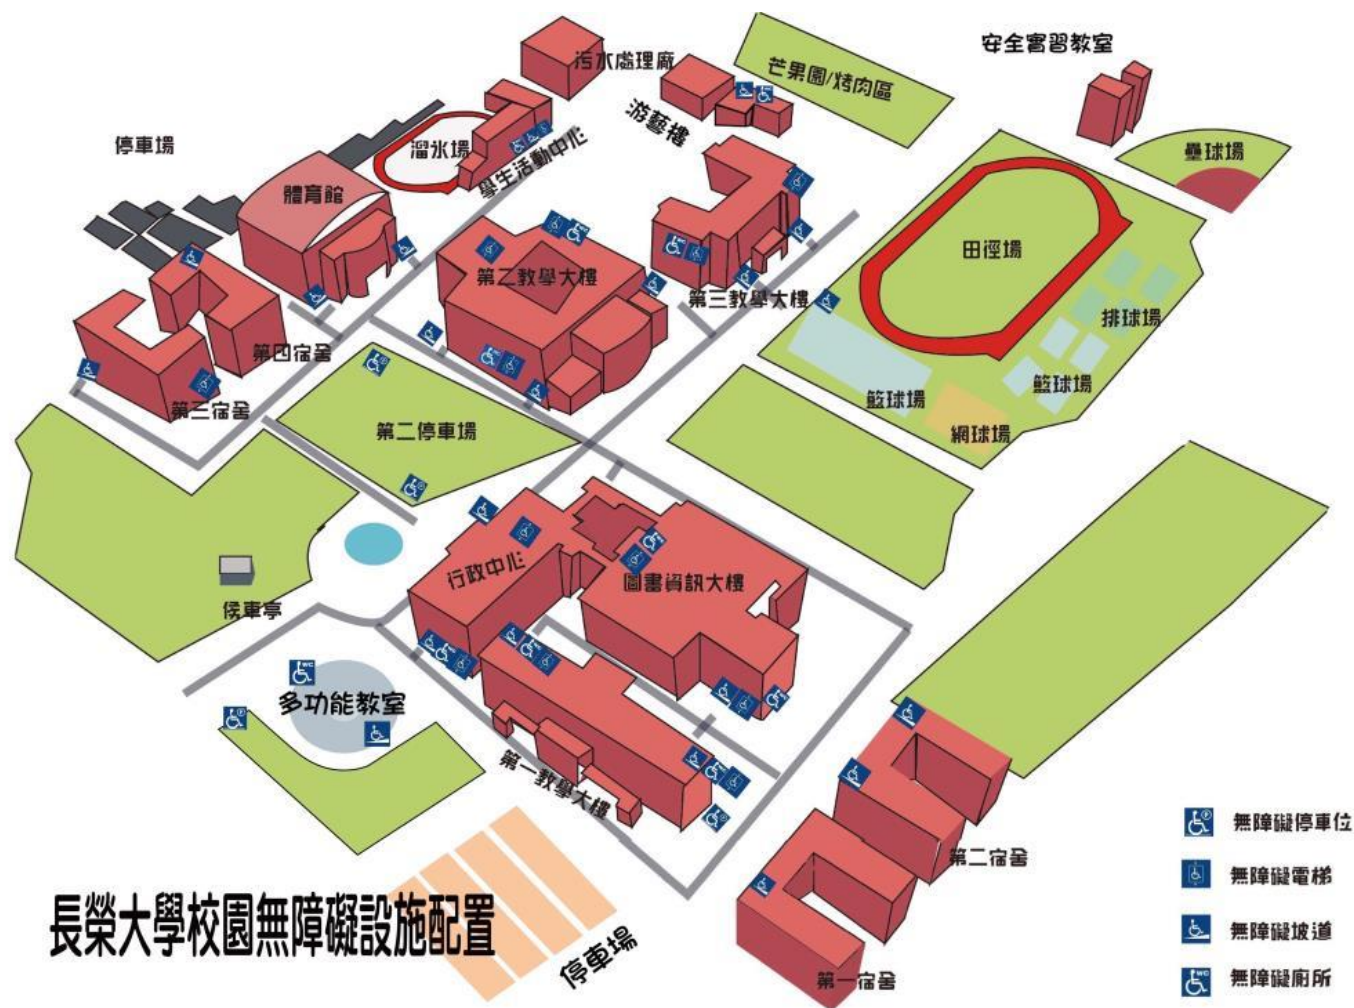 安全實習教室
污水處理廠
芒果園/烤肉區
游藝樓
停車場
溜冰場
學生活動中心
壘球場
體育館
田徑場
第二教學大樓
第三教學大樓
排球場
第四宿舍
籃球場
籃球場
第三宿舍
第二停車場
網球場
行政中心
圖書資訊大樓
侯車亭
多功能教室
第一教學大樓
第二宿舍
第一宿舍
停車場
長榮大學校園無障礙設施配置
無障礙停車位
無障礙電梯
無障礙坡道
無障礙廁所